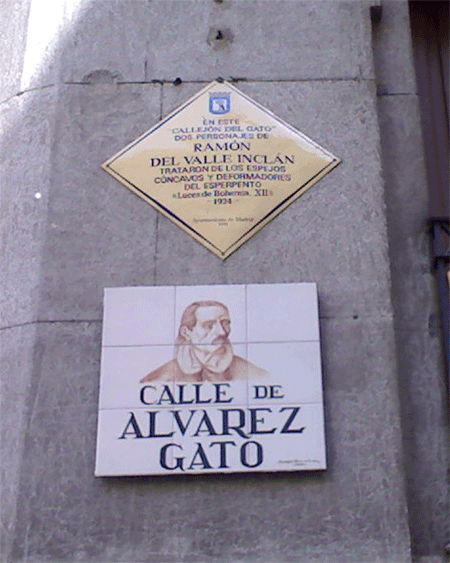 EN ESTE
"CALLEJÓN DEL GATO"
DOS PERSONAJES DE
RAMÓN
DEL VALLE INCLÁN
TRATARON DE LOS ESPEJOS
CÓNCAVOS Y DEFORMADORES
DEL ESPERPENTO
«Luces de Bohemia, XII»
1924
Ayuntamiento de Madrid
CALLE DE
ALVAREZ
GATO